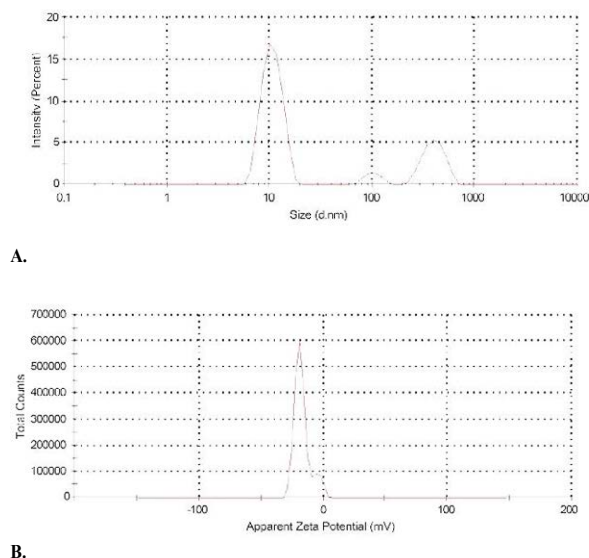 20
15
10
5
0
Intensity (Percent)
0.1 1 10 100 1000 10000
Size (d.nm)
A.
700000
600000
500000
400000
300000
200000
100000
0
Total Counts
-100 0 100 200
Apparent Zeta Potential (mV)
B.